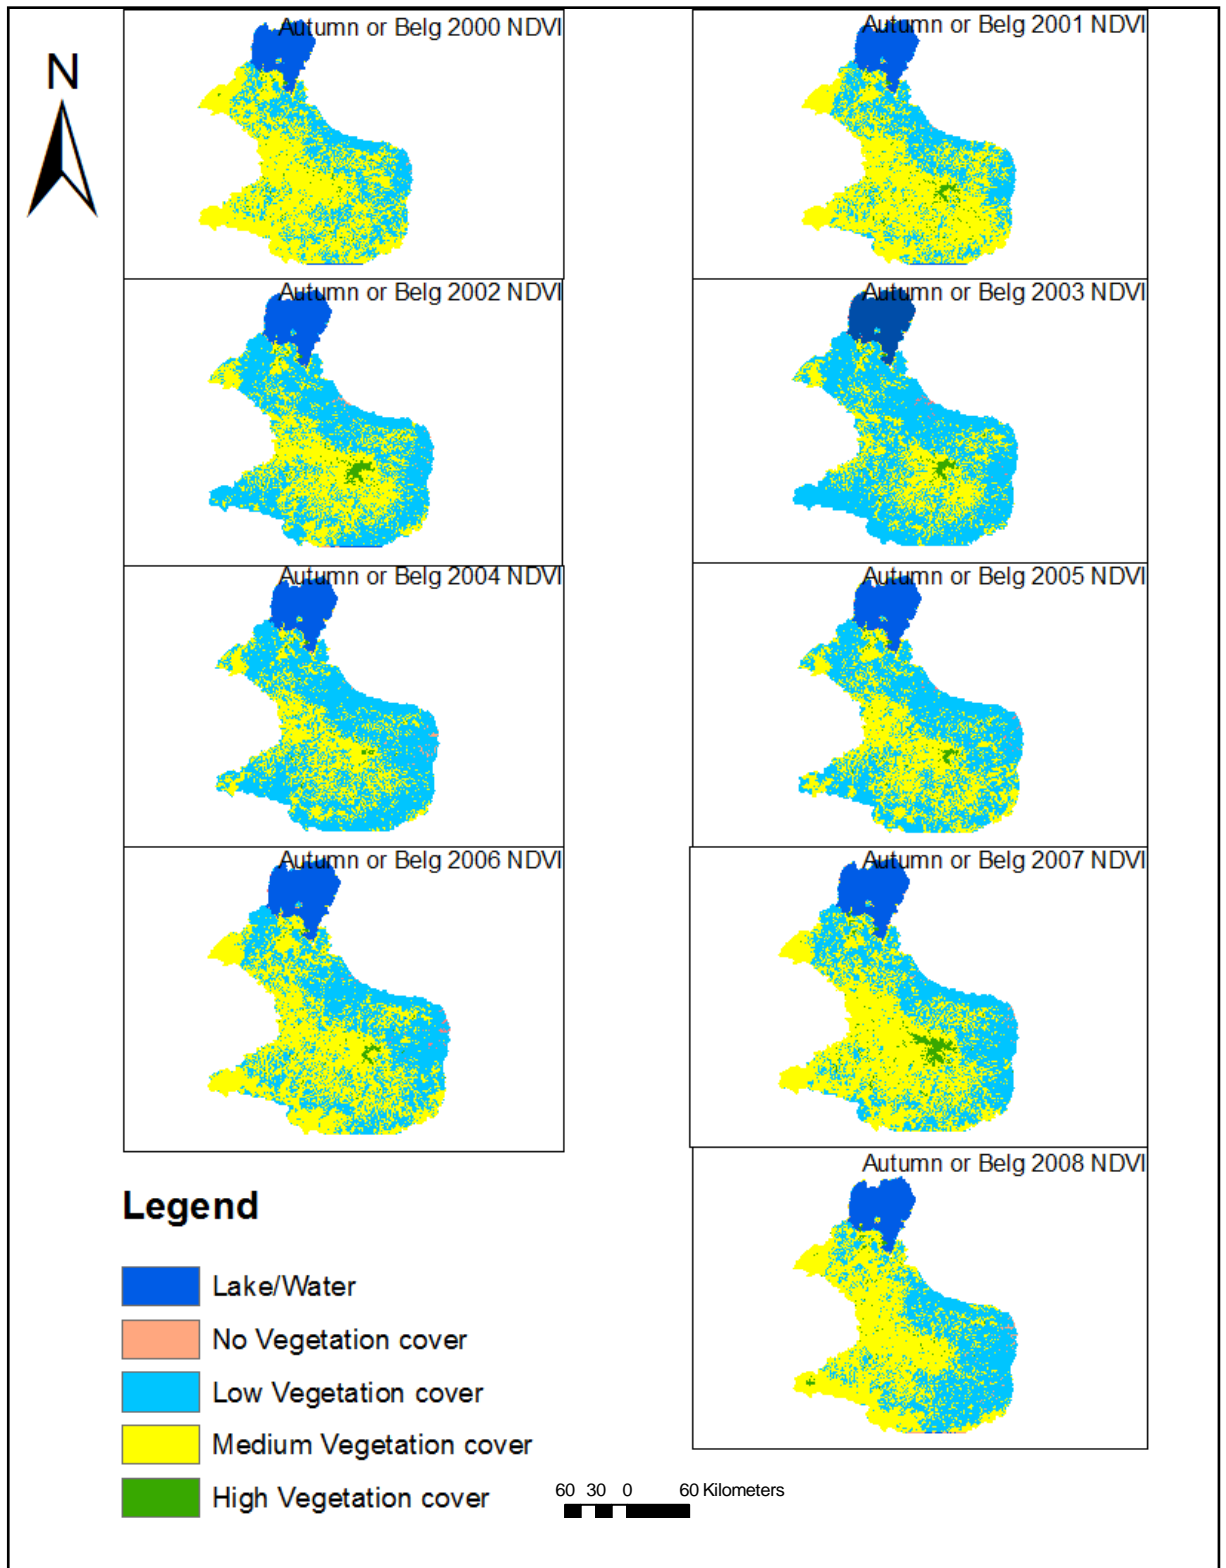 Autumn or Belg 2000 NDVI
Autumn or Belg 2001 NDVI
N
Autumn or Belg 2002 NDVI
Autumn or Belg 2003 NDVI
Autumn or Belg 2004 NDVI
Autumn or Belg 2005 NDVI
Autumn or Belg 2006 NDVI
Autumn or Belg 2007 NDVI
Autumn or Belg 2008 NDVI
Legend
Lake/Water
No Vegetation cover
Low Vegetation cover
Medium Vegetation cover
High Vegetation cover
60 30 0 60 Kilometers